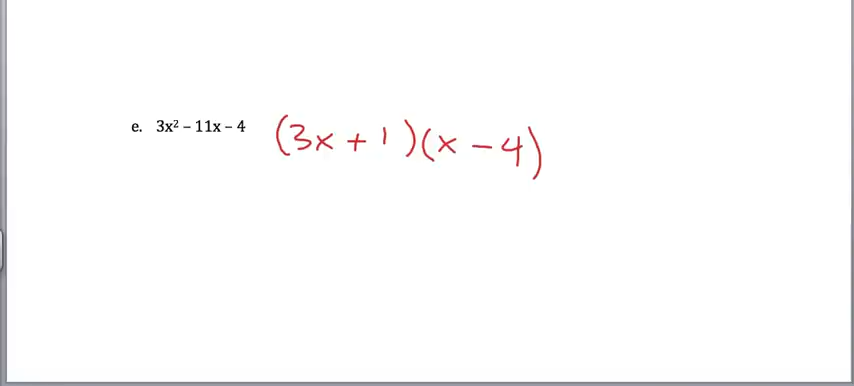 e. 3x² – 11x – 4 (3x + 1)(x – 4)